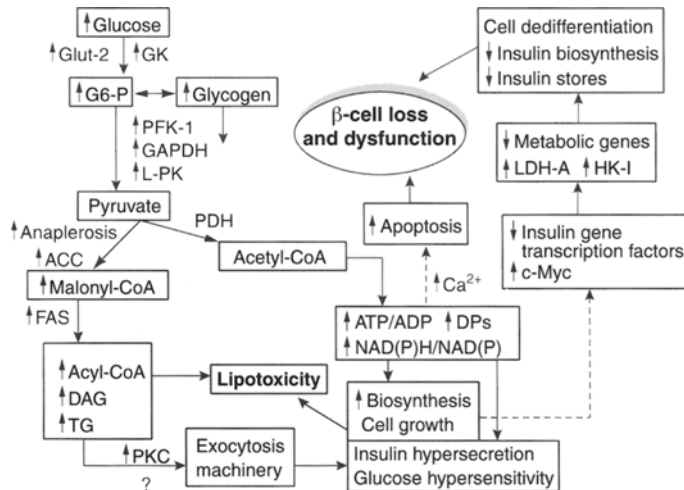 ↑Glucose
↑Glut-2 ↑GK
↑G6-P
↑Glycogen
↑PFK-1
↑GAPDH
↑L-PK
Pyruvate
↑Anaplerosis
PDH
↑ACC
Acetyl-CoA
↑Malonyl-CoA
↑FAS
↑Acyl-CoA
↑DAG
↑TG
Lipotoxicity
↑PKC
?
Exocytosis
machinery
β-cell loss
and dysfunction
↑Apoptosis
↑Ca²⁺
↑ATP/ADP ↑DPs
↑NAD(P)H/NAD(P)
↑Biosynthesis
Cell growth
Insulin hypersecretion
Glucose hypersensitivity
Cell dedifferentiation
↓Insulin biosynthesis
↓Insulin stores
↓Metabolic genes
↑LDH-A ↑HK-I
↓Insulin gene
transcription factors
↑c-Myc